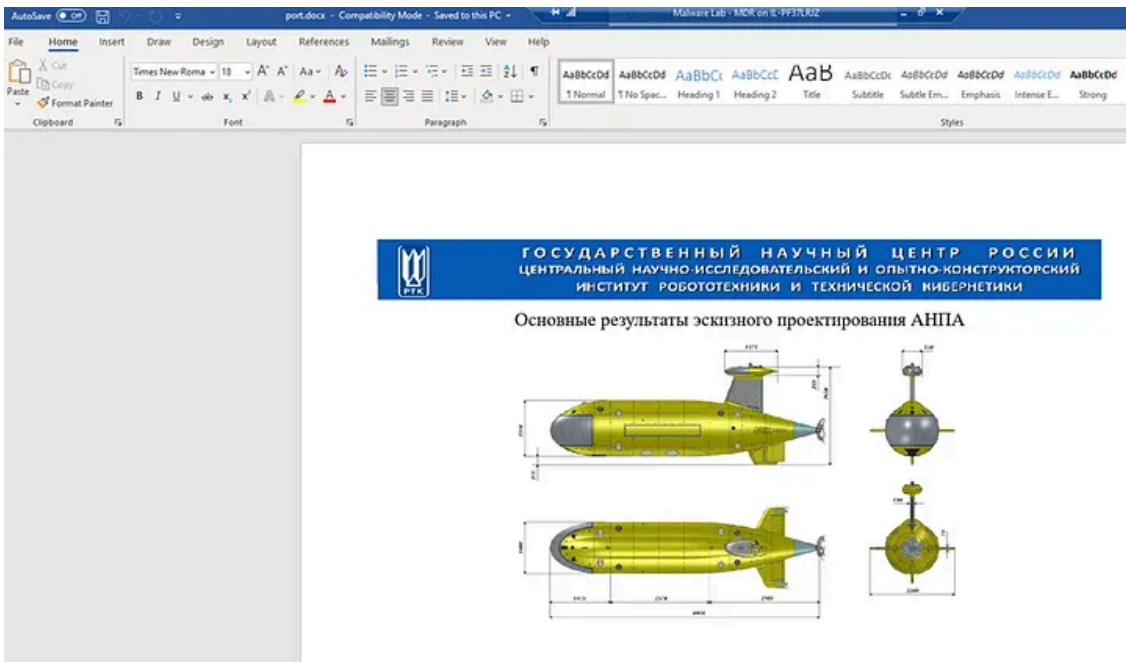 AutoSave Off port.docx - Compatibility Mode - Saved to this PC Malware Lab - MDR on IL-PF37LRJZ
File Home Insert Draw Design Layout References Mailings Review View Help
Cut
Copy
Paste
Format Painter
Times New Roma 18
AaBbCcDd AaBbCcDd AaBbCc AaBbCcD AaB AaBbCcDc AaBbCcDd AaBbCcDd AaBbCcDd AaBbCcDd
¶ Normal ¶ No Spac... Heading 1 Heading 2 Title Subtitle Subtle Em... Emphasis Intense E... Strong
Clipboard Font Paragraph Styles
ГОСУДАРСТВЕННЫЙ НАУЧНЫЙ ЦЕНТР РОССИИ
ЦЕНТРАЛЬНЫЙ НАУЧНО-ИССЛЕДОВАТЕЛЬСКИЙ И ОПЫТНО-КОНСТРУКТОРСКИЙ
ИНСТИТУТ РОБОТОТЕХНИКИ И ТЕХНИЧЕСКОЙ КИБЕРНЕТИКИ
РТК
Основные результаты эскизного проектирования АНПА